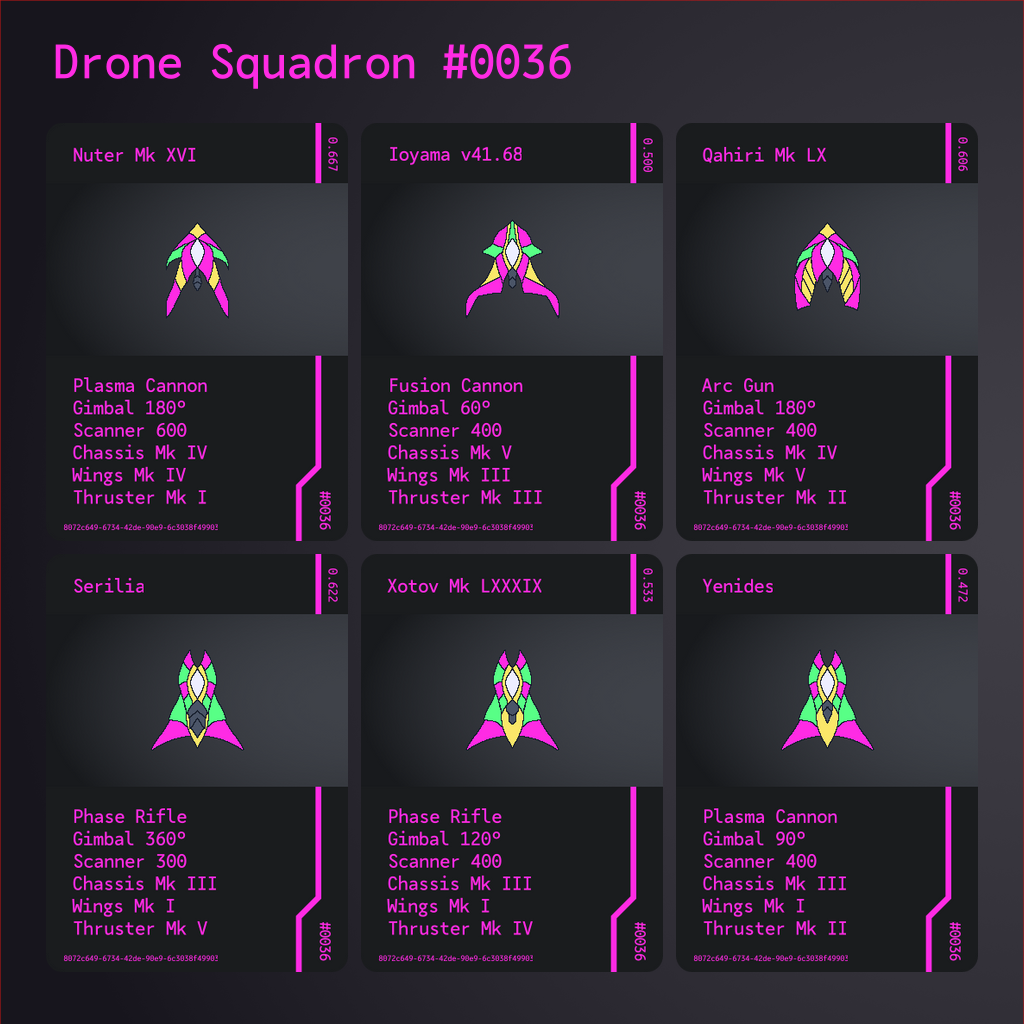 Drone Squadron #0036
Nuter Mk XVI
0.667
Plasma Cannon
Gimbal 180°
Scanner 600
Chassis Mk IV
Wings Mk IV
Thruster Mk I
#0036
8072c649-6734-42de-90e9-6c3038f49903
Ioyama v41.68
0.500
Fusion Cannon
Gimbal 60°
Scanner 400
Chassis Mk V
Wings Mk III
Thruster Mk III
#0036
8072c649-6734-42de-90e9-6c3038f49903
Qahiri Mk LX
0.606
Arc Gun
Gimbal 180°
Scanner 400
Chassis Mk IV
Wings Mk V
Thruster Mk II
#0036
8072c649-6734-42de-90e9-6c3038f49903
Serilia
0.622
Phase Rifle
Gimbal 360°
Scanner 300
Chassis Mk III
Wings Mk I
Thruster Mk V
#0036
8072c649-6734-42de-90e9-6c3038f49903
Xotov Mk LXXXIX
0.533
Phase Rifle
Gimbal 120°
Scanner 400
Chassis Mk III
Wings Mk I
Thruster Mk IV
#0036
8072c649-6734-42de-90e9-6c3038f49903
Yenides
0.472
Plasma Cannon
Gimbal 90°
Scanner 400
Chassis Mk III
Wings Mk I
Thruster Mk II
#0036
8072c649-6734-42de-90e9-6c3038f49903